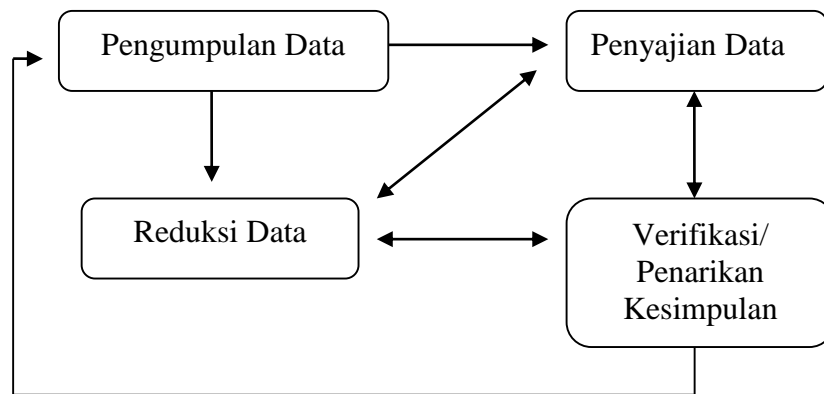 Pengumpulan Data
Penyajian Data
Reduksi Data
Verifikasi/
Penarikan
Kesimpulan